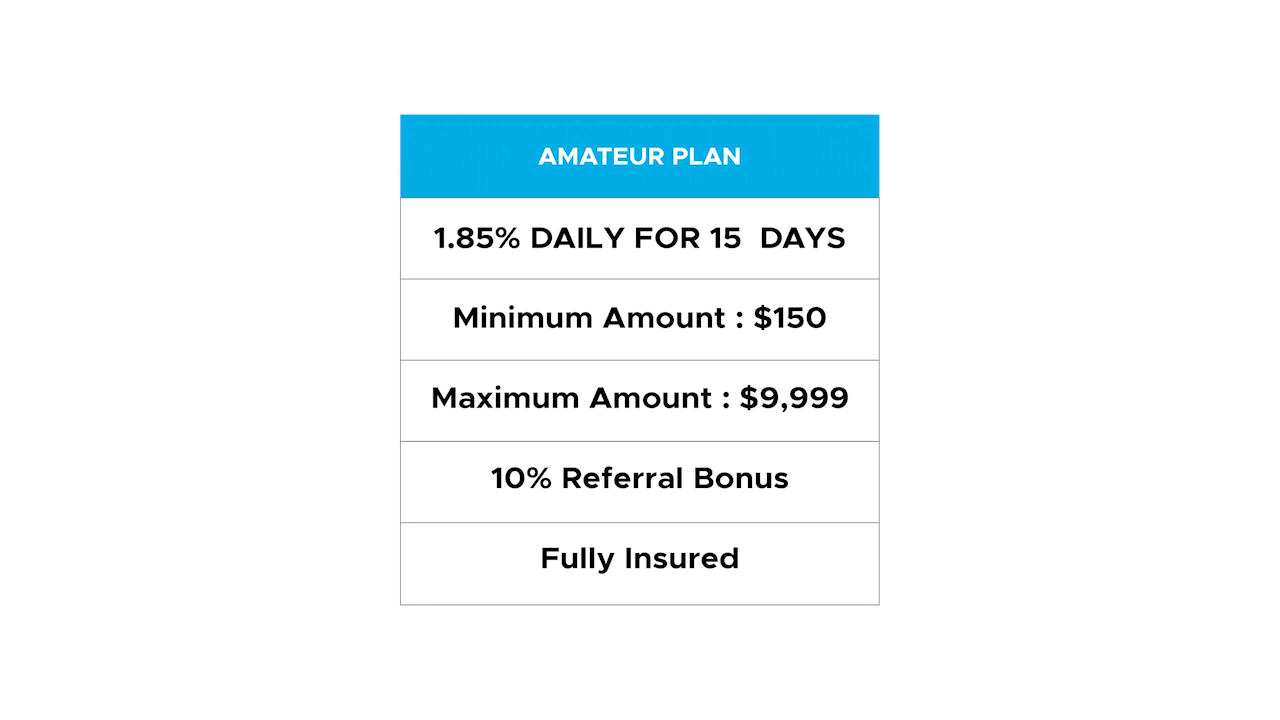 AMATEUR PLAN
1.85% DAILY FOR 15  DAYS
Minimum Amount : $150
Maximum Amount : $9,999
10% Referral Bonus
Fully Insured